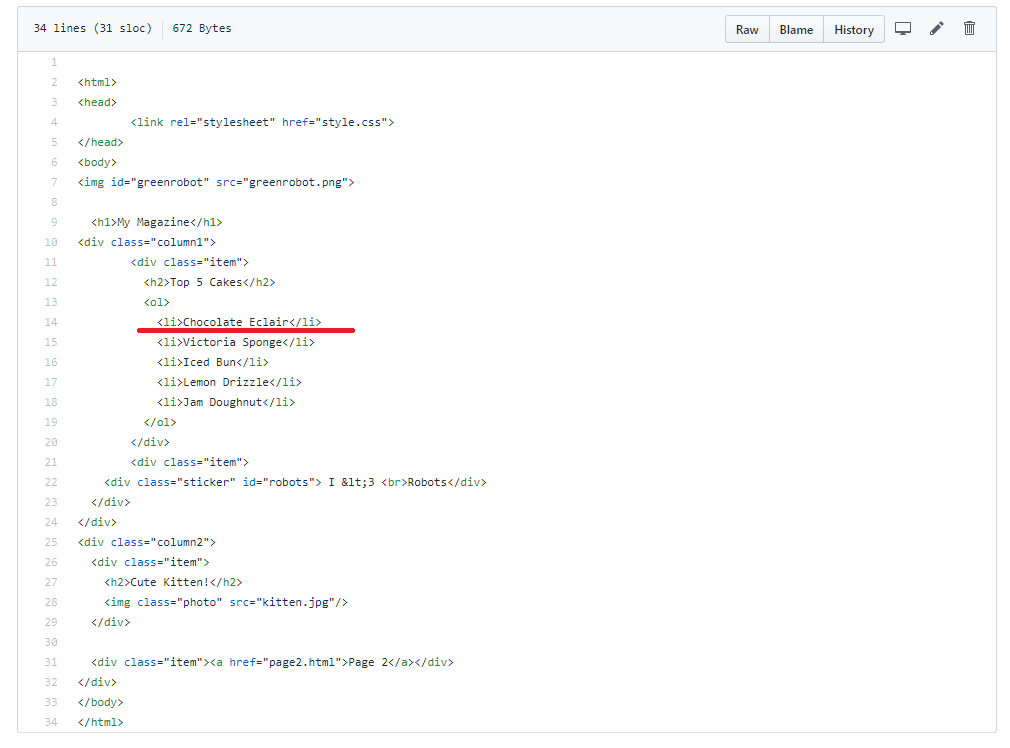 34 lines (31 sloc) 672 Bytes Raw Blame History
1
2 <html>
3 <head>
4 <link rel="stylesheet" href="style.css">
5 </head>
6 <body>
7 <img id="greenrobot" src="greenrobot.png">
8
9 <h1>My Magazine</h1>
10 <div class="column1">
11 <div class="item">
12 <h2>Top 5 Cakes</h2>
13 <ol>
14 <li>Chocolate Eclair</li>
15 <li>Victoria Sponge</li>
16 <li>Iced Bun</li>
17 <li>Lemon Drizzle</li>
18 <li>Jam Doughnut</li>
19 </ol>
20 </div>
21 <div class="item">
22 <div class="sticker" id="robots"> I &lt;3 <br>Robots</div>
23 </div>
24 </div>
25 <div class="column2">
26 <div class="item">
27 <h2>Cute Kitten!</h2>
28 <img class="photo" src="kitten.jpg"/>
29 </div>
30
31 <div class="item"><a href="page2.html">Page 2</a></div>
32 </div>
33 </body>
34 </html>